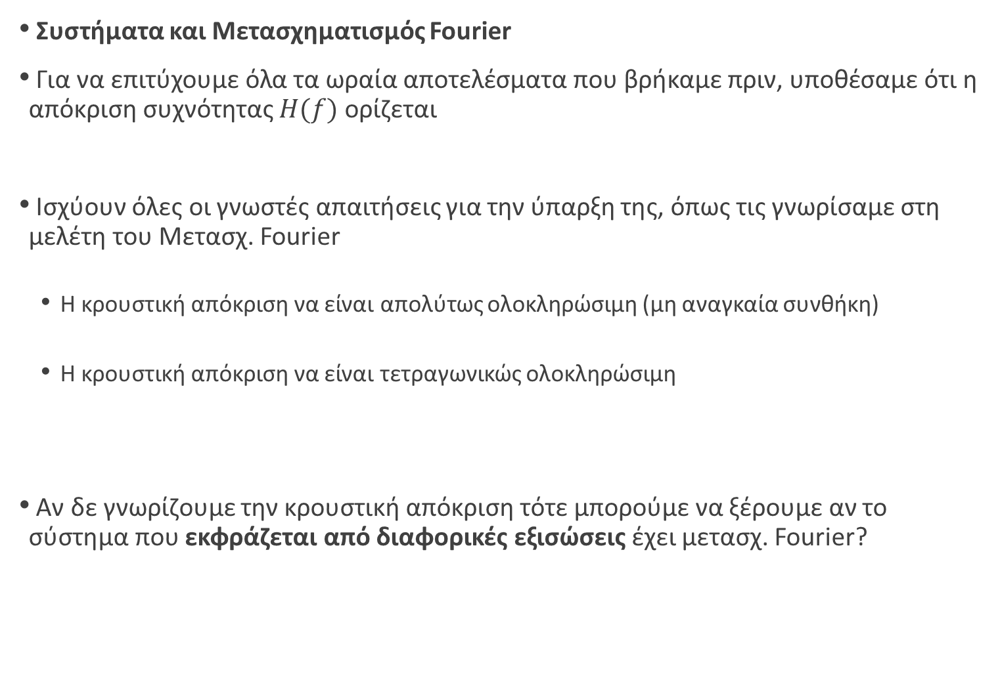 • Συστήματα και Μετασχηματισμός Fourier
• Για να επιτύχουμε όλα τα ωραία αποτελέσματα που βρήκαμε πριν, υποθέσαμε ότι η
απόκριση συχνότητας H(f) ορίζεται
• Ισχύουν όλες οι γνωστές απαιτήσεις για την ύπαρξη της, όπως τις γνωρίσαμε στη
μελέτη του Μετασχ. Fourier
• Η κρουστική απόκριση να είναι απολύτως ολοκληρώσιμη (μη αναγκαία συνθήκη)
• Η κρουστική απόκριση να είναι τετραγωνικώς ολοκληρώσιμη
• Αν δε γνωρίζουμε την κρουστική απόκριση τότε μπορούμε να ξέρουμε αν το
σύστημα που εκφράζεται από διαφορικές εξισώσεις έχει μετασχ. Fourier?